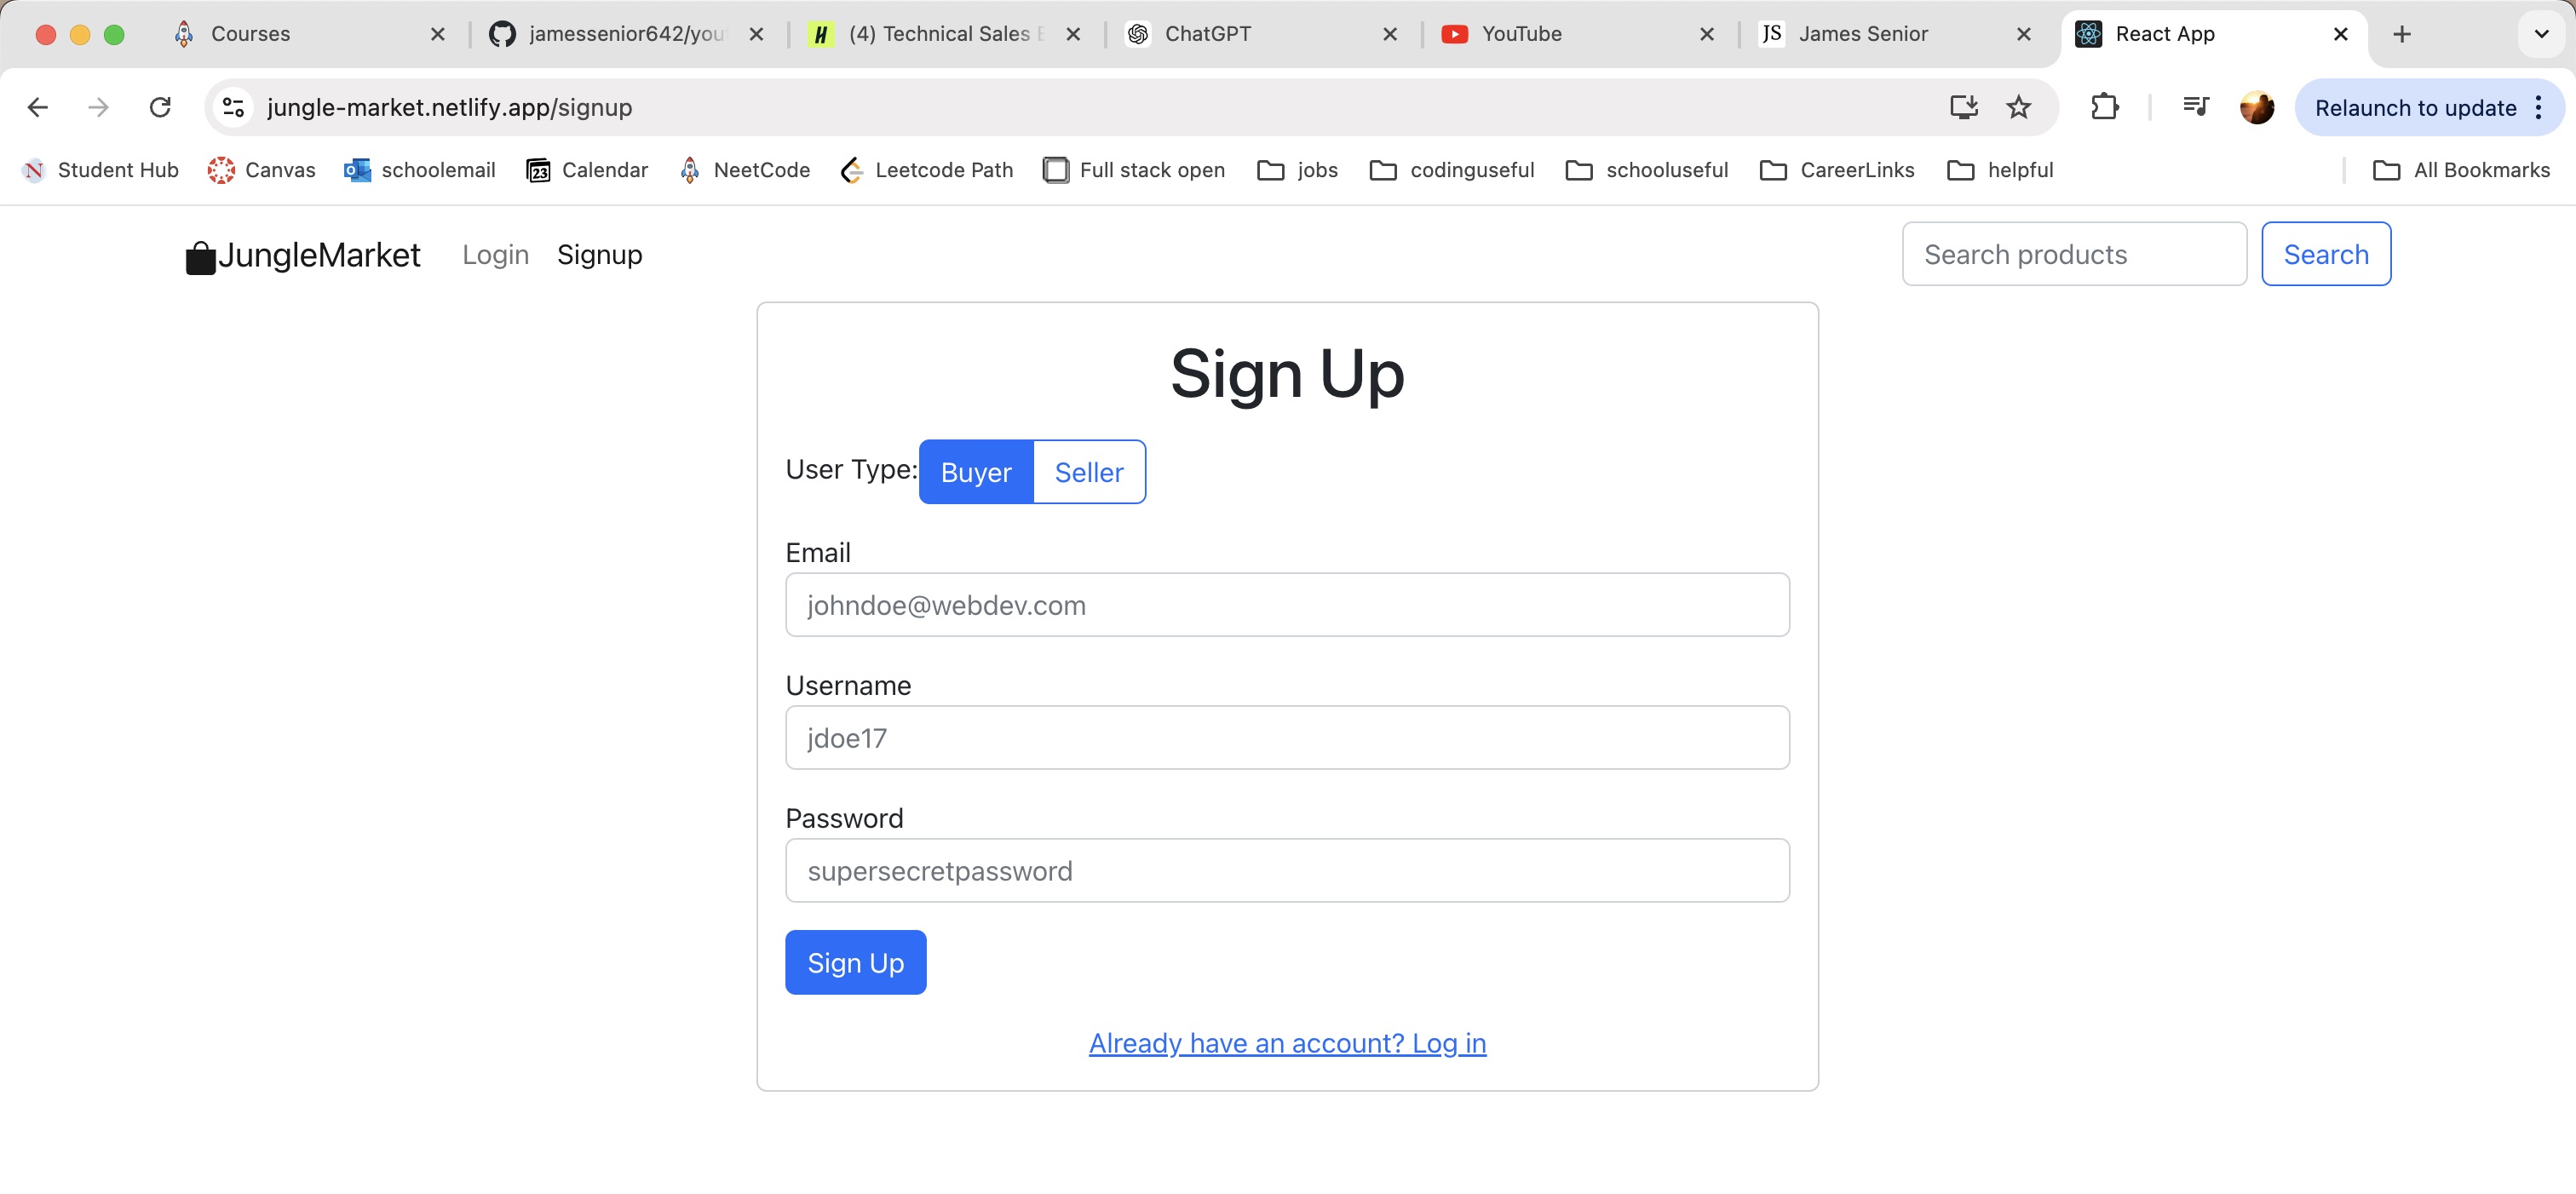 Courses
jamessenior642/you
(4) Technical Sales E
ChatGPT
YouTube
JS James Senior
React App
jungle-market.netlify.app/signup
Relaunch to update
Student Hub
Canvas
schoolemail
23 Calendar
NeetCode
Leetcode Path
Full stack open
jobs
codinguseful
schooluseful
CareerLinks
helpful
All Bookmarks
JungleMarket
Login
Signup
Search products
Search
Sign Up
User Type: Buyer Seller
Email
johndoe@webdev.com
Username
jdoe17
Password
supersecretpassword
Sign Up
Already have an account? Log in